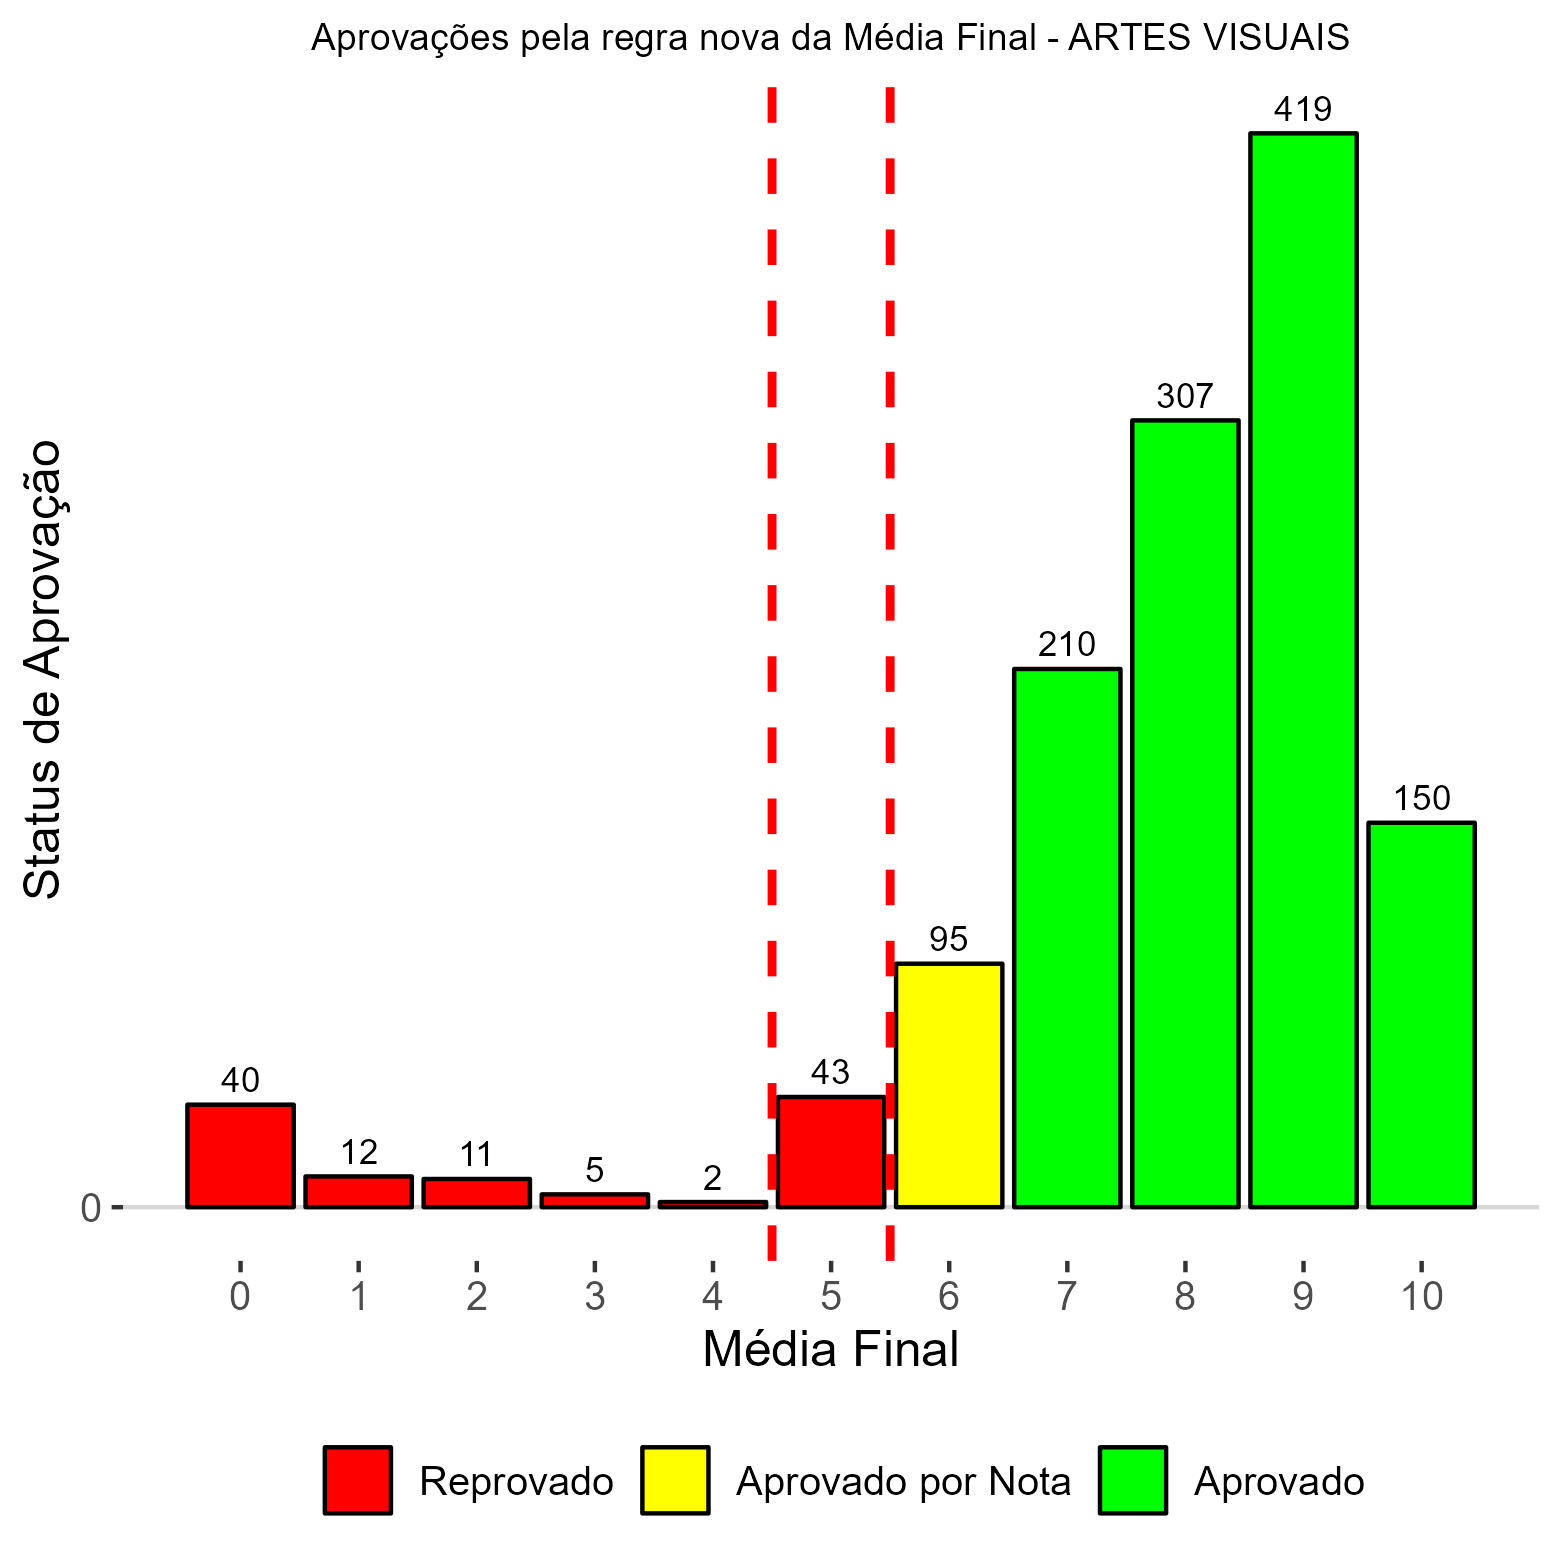 Aprovações pela regra nova da Média Final - ARTES VISUAIS
419
307
210
150
95
43
40
12
11
5
2
Status de Aprovação
0
0 1 2 3 4 5 6 7 8 9 10
Média Final
Reprovado Aprovado por Nota Aprovado